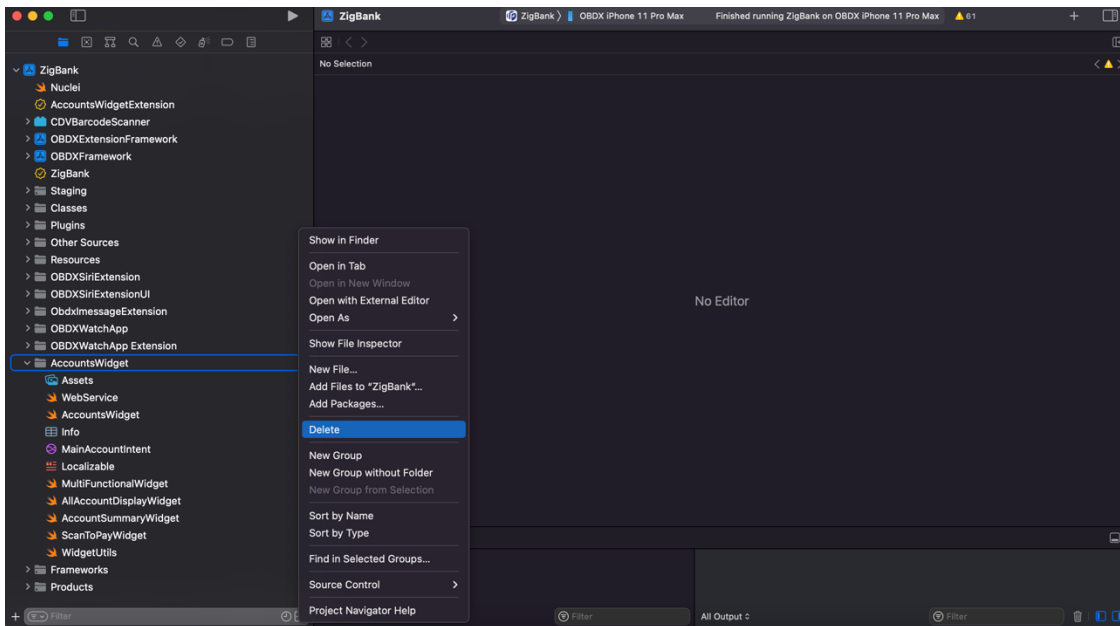 ZigBank
ZigBank 〉 OBDX iPhone 11 Pro Max
Finished running ZigBank on OBDX iPhone 11 Pro Max
61
No Selection
ZigBank
Nuclei
AccountsWidgetExtension
CDVBarcodeScanner
OBDXExtensionFramework
OBDXFramework
ZigBank
Staging
Classes
Plugins
Other Sources
Resources
OBDXSiriExtension
OBDXSiriExtensionUI
ObdxImessageExtension
OBDXWatchApp
OBDXWatchApp Extension
AccountsWidget
Assets
WebService
AccountsWidget
Info
MainAccountIntent
Localizable
MultiFunctionalWidget
AllAccountDisplayWidget
AccountSummaryWidget
ScanToPayWidget
WidgetUtils
Frameworks
Products
Filter
Show in Finder
Open in Tab
Open in New Window
Open with External Editor
Open As
Show File Inspector
New File...
Add Files to "ZigBank"...
Add Packages...
Delete
New Group
New Group without Folder
New Group from Selection
Sort by Name
Sort by Type
Find in Selected Groups...
Source Control
Project Navigator Help
No Editor
Filter
All Output
Filter